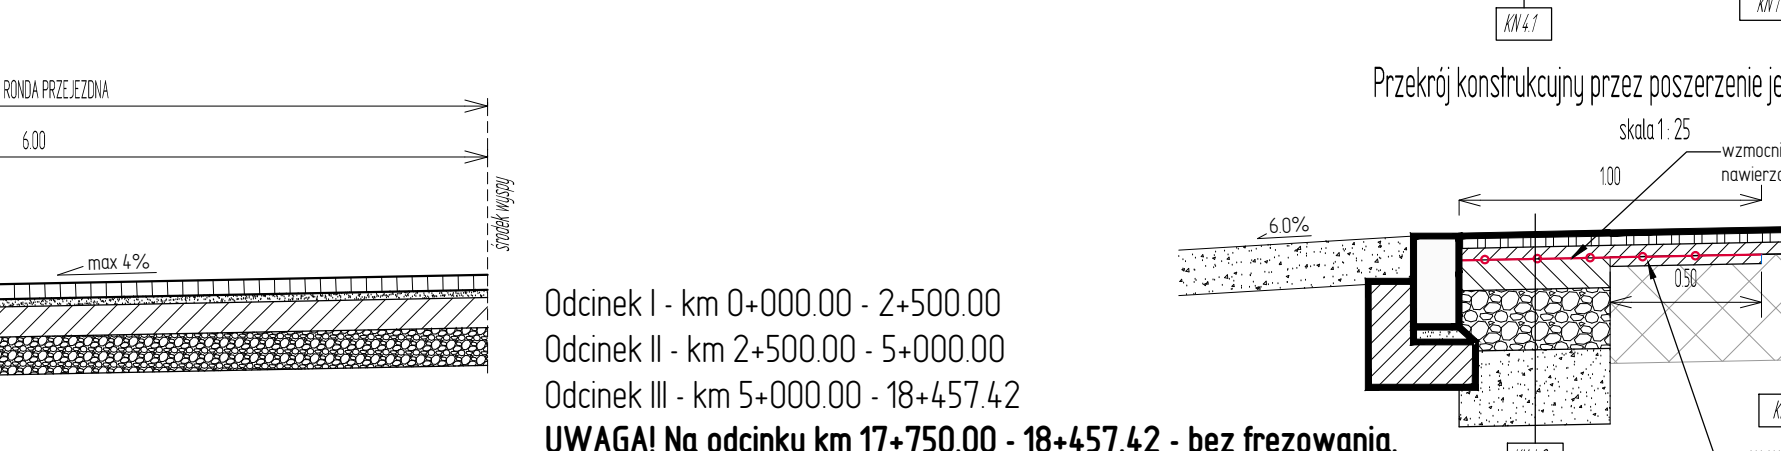 RONDA PRZEJEZDNA
6.00
max 4%
środek wyspy
Odcinek I - km 0+000.00 - 2+500.00
Odcinek II - km 2+500.00 - 5+000.00
Odcinek III - km 5+000.00 - 18+457.42
UWAGA! Na odcinku km 17+750.00 - 18+457.42 - bez frezowania.
KN 4.1
Przekrój konstrukcyjny przez poszerzenie
skala 1 : 25
1.00
6.0%
0.50